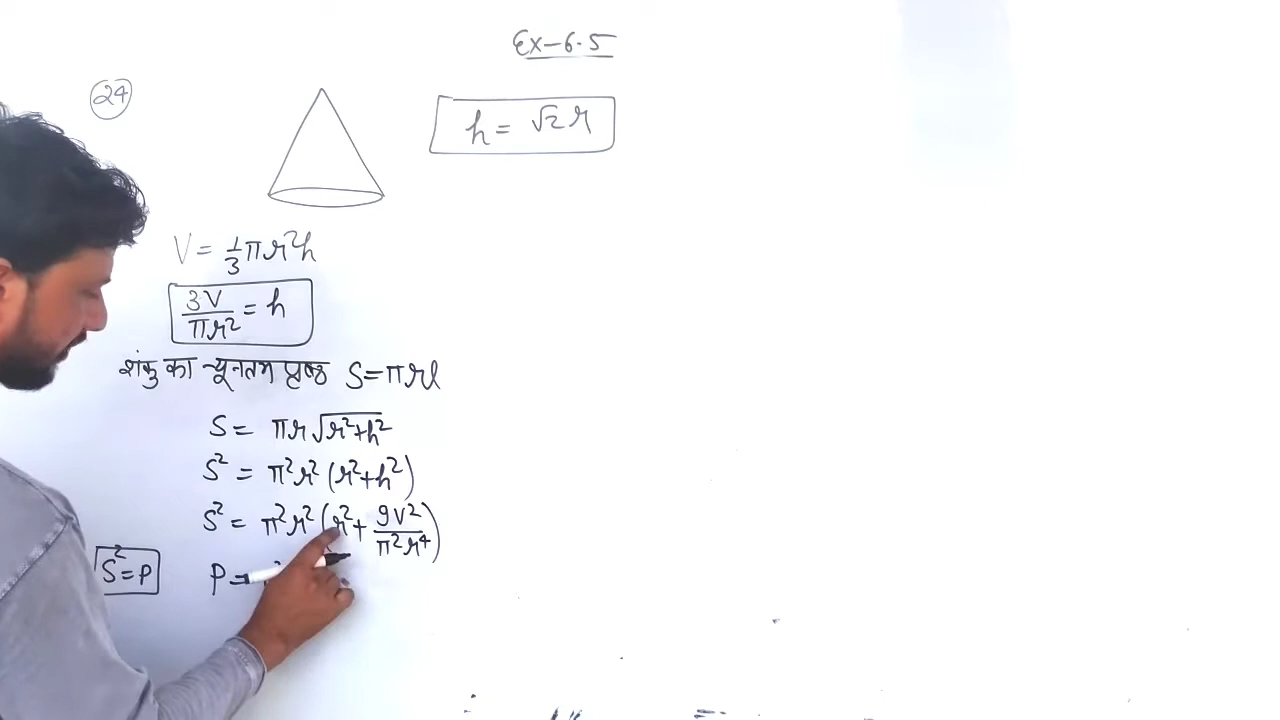 Ex-6.5
24
h = √2 r
V = 1/3 πr²h
3V/πr² = h
शंकु का न्यूनतम पृष्ठ S = πrl
S = πr√(r²+h²)
S² = π²r²(r²+h²)
S² = π²r²(r² + 9V²/π²r⁴)
S² = P
P =